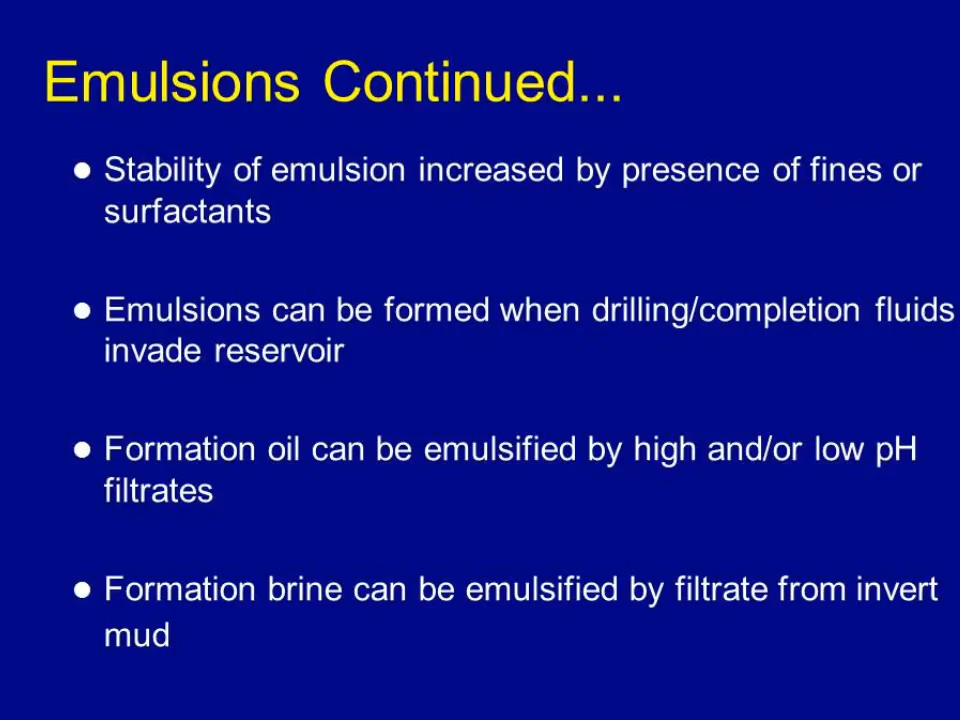 Emulsions Continued...
● Stability of emulsion increased by presence of fines or
surfactants
● Emulsions can be formed when drilling/completion fluids
invade reservoir
● Formation oil can be emulsified by high and/or low pH
filtrates
● Formation brine can be emulsified by filtrate from invert
mud